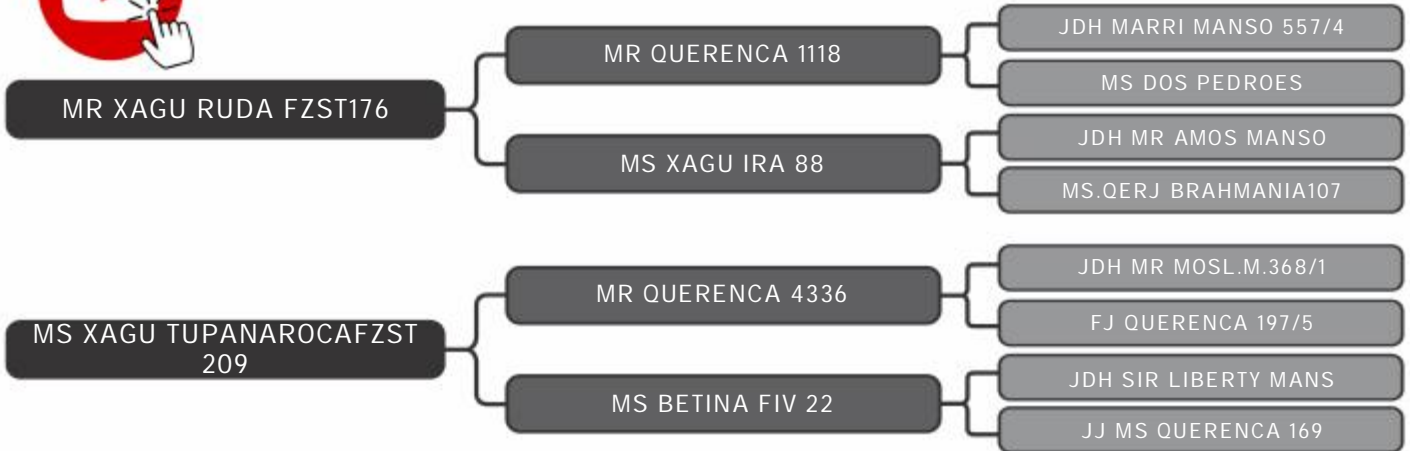 MR XAGU RUDA FZST176
MR QUERENCA 1118
JDH MARRI MANSO 557/4
MS DOS PEDROES
MS XAGU IRA 88
JDH MR AMOS MANSO
MS.QERJ BRAHMANIA107
MS XAGU TUPANAROCAFZST
209
MR QUERENCA 4336
JDH MR MOSL.M.368/1
FJ QUERENCA 197/5
MS BETINA FIV 22
JDH SIR LIBERTY MANS
JJ MS QUERENCA 169